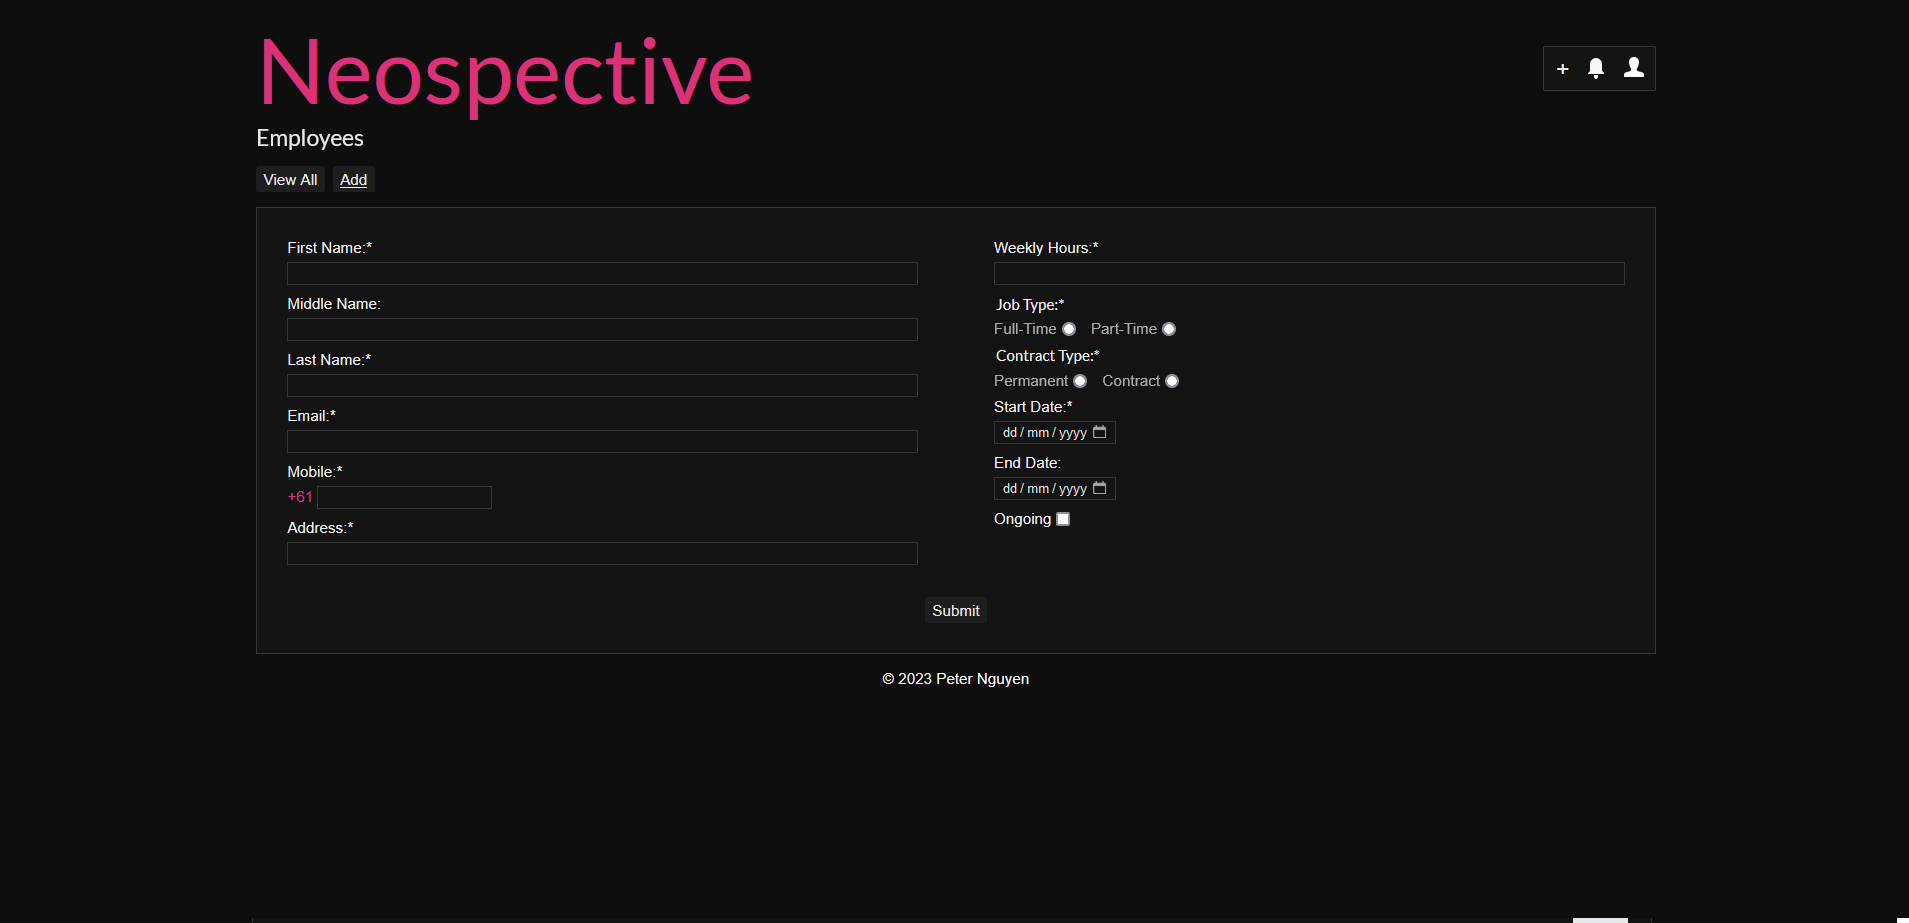 Neospective
+
Employees
View All Add
First Name:*
Middle Name:
Last Name:*
Email:*
Mobile:*
+61
Address:*
Weekly Hours:*
Job Type:*
Full-Time Part-Time
Contract Type:*
Permanent Contract
Start Date:*
dd / mm / yyyy
End Date:
dd / mm / yyyy
Ongoing
Submit
© 2023 Peter Nguyen